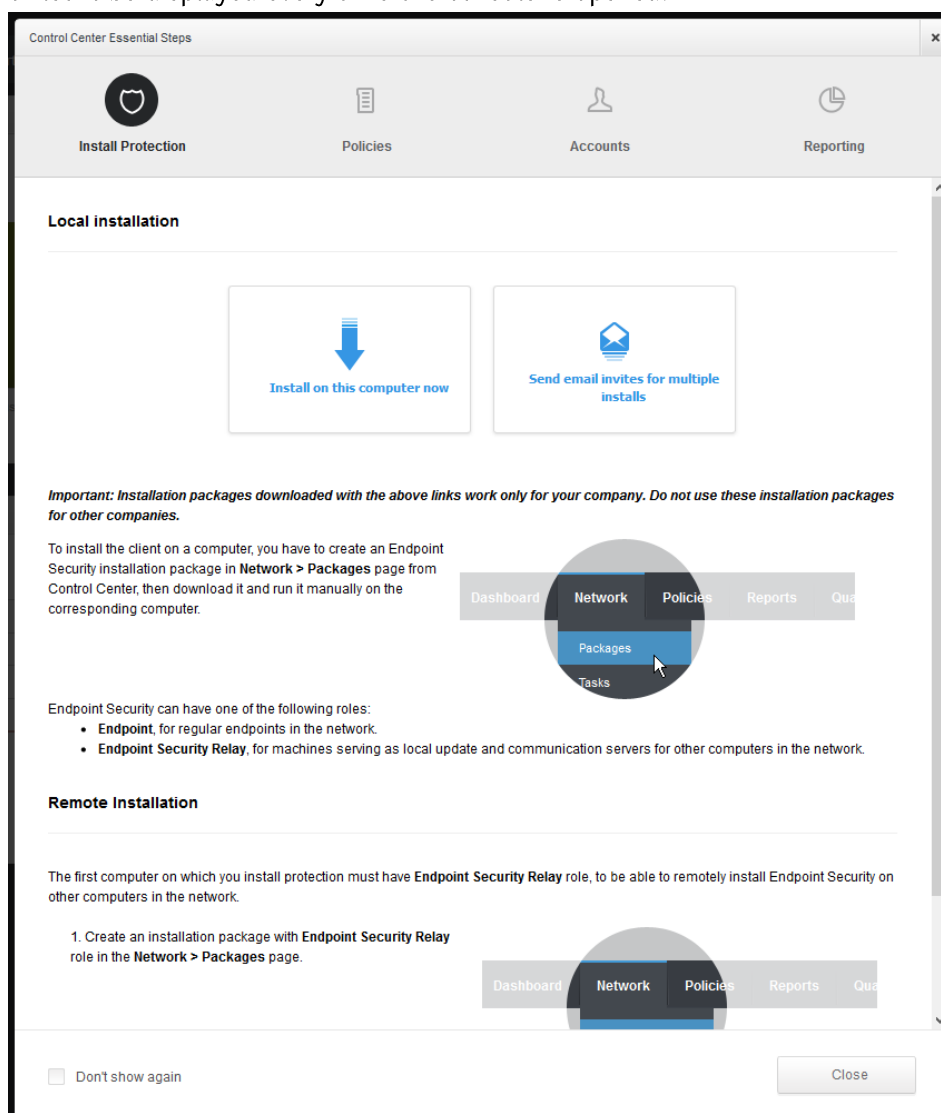 Control Center Essential Steps
×
Install Protection
Policies
Accounts
Reporting
Local installation
Install on this computer now
Send email invites for multiple
installs
Important: Installation packages downloaded with the above links work only for your company. Do not use these installation packages
for other companies.
To install the client on a computer, you have to create an Endpoint
Security installation package in Network > Packages page from
Control Center, then download it and run it manually on the
corresponding computer.
Dashboard Network Policies Reports Qua
Packages
Tasks
Endpoint Security can have one of the following roles:
• Endpoint, for regular endpoints in the network.
• Endpoint Security Relay, for machines serving as local update and communication servers for other computers in the network.
Remote Installation
The first computer on which you install protection must have Endpoint Security Relay role, to be able to remotely install Endpoint Security on
other computers in the network.
1. Create an installation package with Endpoint Security Relay
role in the Network > Packages page.
Dashboard Network Policies Reports Qua
Don't show again
Close